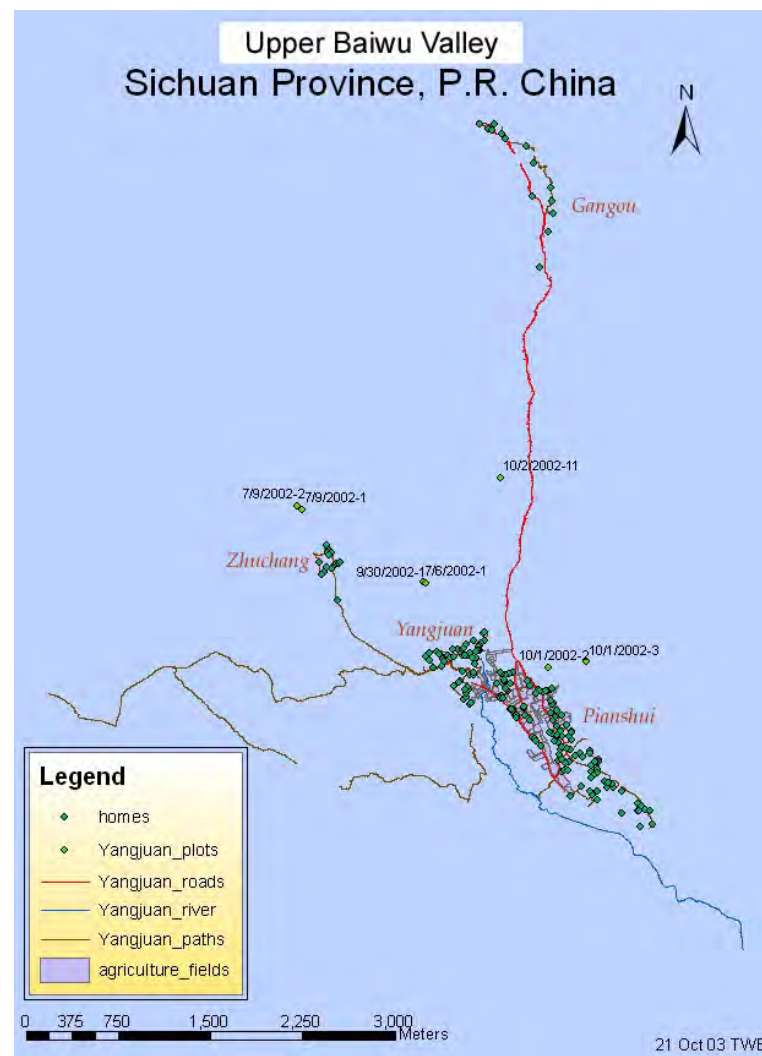 Upper Baiwu Valley
Sichuan Province, P.R. China
N
Gangou
10/2/2002-11
7/9/2002-2
7/9/2002-1
Zhuchang
9/30/2002-1
7/6/2002-1
Yangjuan
10/1/2002-2
10/1/2002-3
Pianshui
Legend
homes
Yangjuan_plots
Yangjuan_roads
Yangjuan_river
Yangjuan_paths
agriculture_fields
0 375 750 1,500 2,250 3,000
Meters
21 Oct 03 TWE